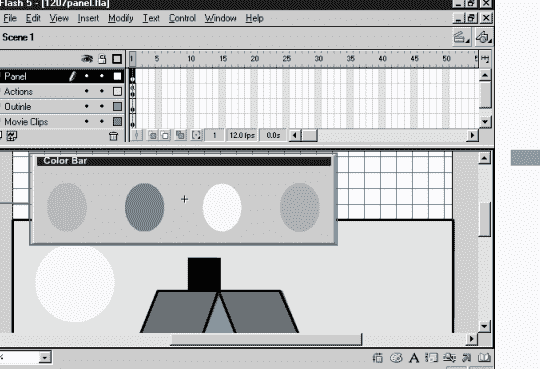 Flash 5 - [1207panel.fla]
File Edit View Insert Modify Text Control Window Help
Scene 1
1 5 10 15 20 25 30 35 40 45 50
Panel
Actions
Outinle
Movie Clips
1 12.0 fps 0.0s
Color Bar